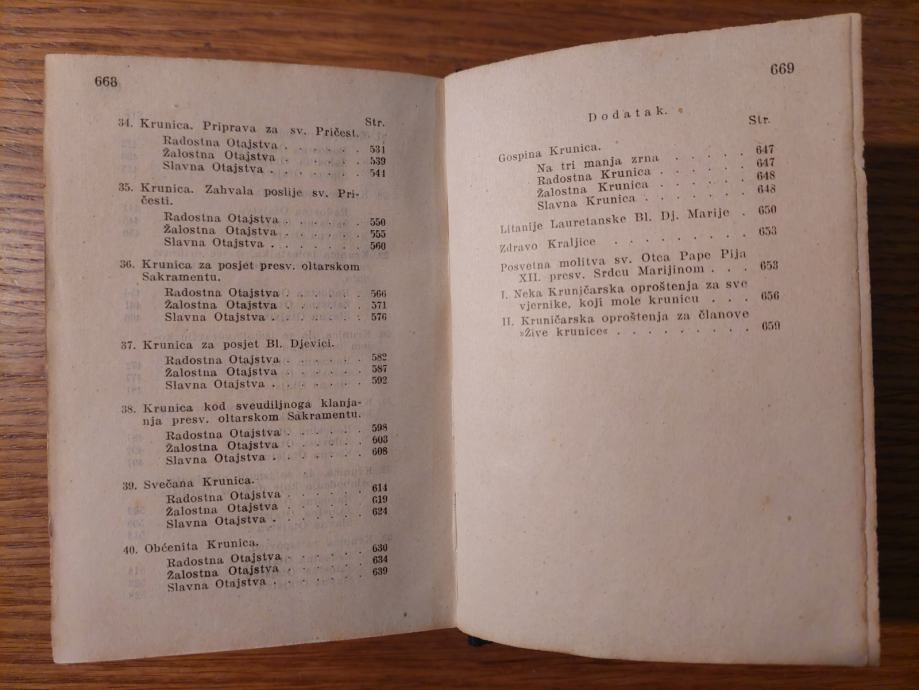 668
Str.
34. Krunica. Priprava za sv. Pričest.
Radostna Otajstva . . . . . . . 531
Žalostna Otajstva . . . . . . . 539
Slavna Otajstva . . . . . . . . 541
35. Krunica. Zahvala poslije sv. Pri-
česti.
Radostna Otajstva . . . . . . . 550
Žalostna Otajstva . . . . . . . 555
Slavna Otajstva . . . . . . . . 560
36. Krunica za posjet presv. oltarskom
Sakramentu.
Radostna Otajstva . . . . . . . 566
Žalostna Otajstva . . . . . . . 571
Slavna Otajstva . . . . . . . . 576
37. Krunica za posjet Bl. Djevici.
Radostna Otajstva . . . . . . . 582
Žalostna Otajstva . . . . . . . 587
Slavna Otajstva . . . . . . . . 592
38. Krunica kod sveudiljnoga klanja-
nja presv. oltarskom Sakramentu.
Radostna Otajstva . . . . . . . 598
Žalostna Otajstva . . . . . . . 603
Slavna Otajstva . . . . . . . . 608
39. Svečana Krunica.
Radostna Otajstva . . . . . . . 614
Žalostna Otajstva . . . . . . . 619
Slavna Otajstva . . . . . . . . 624
40. Občenita Krunica.
Radostna Otajstva . . . . . . . 630
Žalostna Otajstva . . . . . . . 634
Slavna Otajstva . . . . . . . . 639
669
Dodatak.
Str.
Gospina Krunica.
Na tri manja zrna . . . . . 647
Radostna Krunica . . . . . . 647
Žalostna Krunica . . . . . . 648
Slavna Krunica . . . . . . . 648
Litanije Lauretanske Bl. Dj. Marije . 650
Zdravo Kraljice . . . . . . . . . 653
Posvetna molitva sv. Otca Pape Pija
XII. presv. Srdcu Marijinom . . . 653
I. Neka Kruničarska oproštenja za sve
vjernike, koji mole krunicu . . . 656
II. Kruničarska oproštenja za članove
»Žive krunice« . . . . . . . . . 659